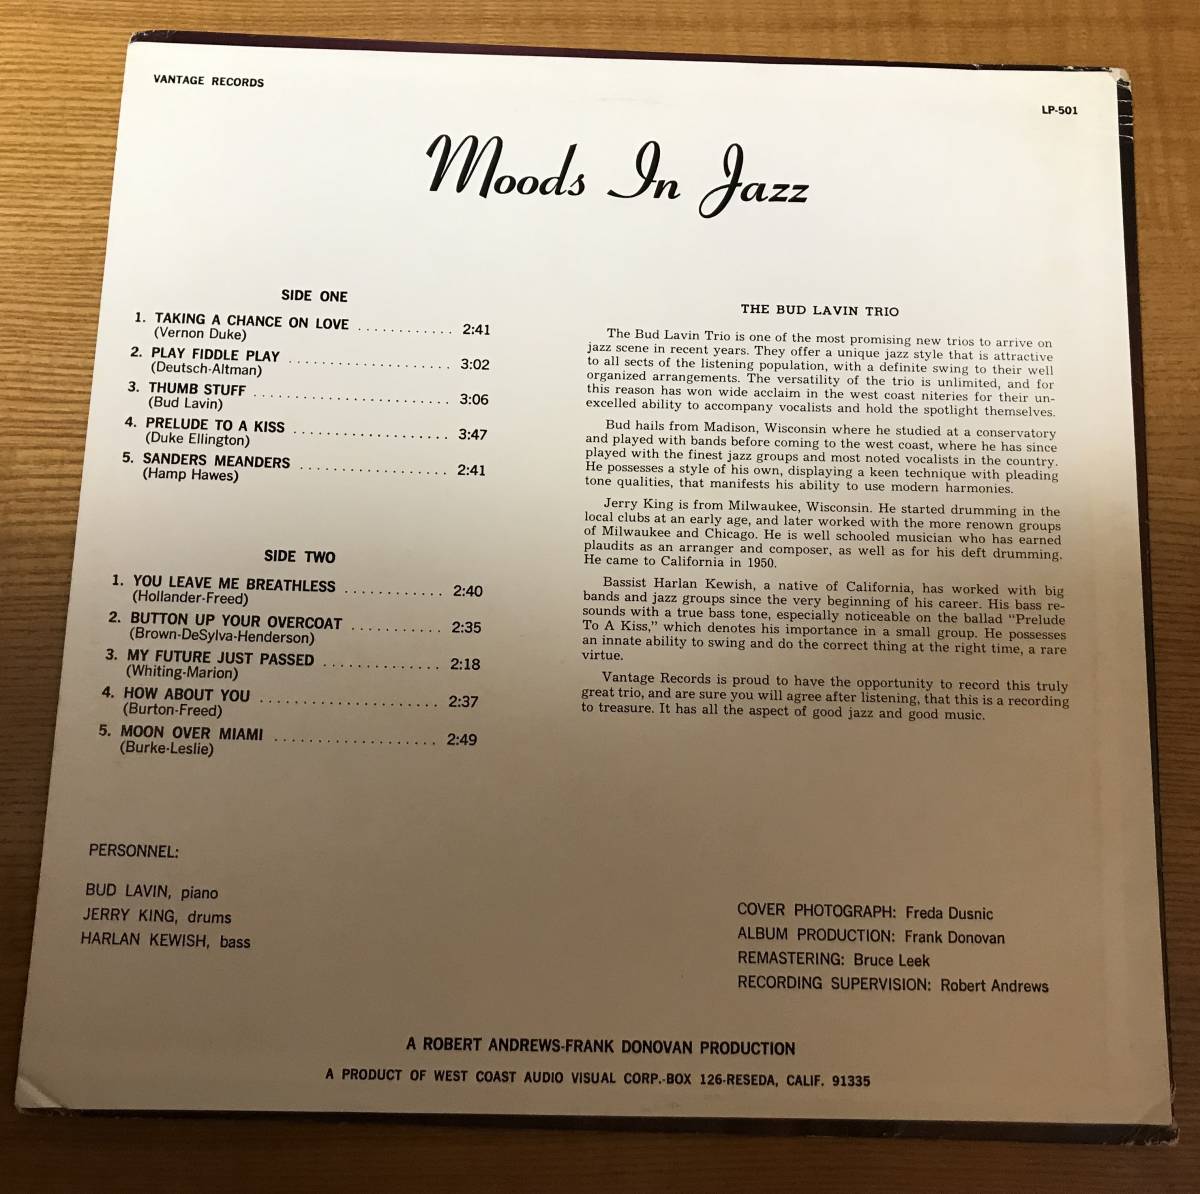 VANTAGE RECORDS
LP-501
Moods In Jazz
SIDE ONE
1. TAKING A CHANCE ON LOVE ............ 2:41
(Vernon Duke)
2. PLAY FIDDLE PLAY .................... 3:02
(Deutsch-Altman)
3. THUMB STUFF ........................ 3:06
(Bud Lavin)
4. PRELUDE TO A KISS ................... 3:47
(Duke Ellington)
5. SANDERS MEANDERS .................. 2:41
(Hamp Hawes)
SIDE TWO
1. YOU LEAVE ME BREATHLESS ............ 2:40
(Hollander-Freed)
2. BUTTON UP YOUR OVERCOAT ........... 2:35
(Brown-DeSylva-Henderson)
3. MY FUTURE JUST PASSED .............. 2:18
(Whiting-Marion)
4. HOW ABOUT YOU ...................... 2:37
(Burton-Freed)
5. MOON OVER MIAMI .................... 2:49
(Burke-Leslie)
THE BUD LAVIN TRIO
The Bud Lavin Trio is one of the most promising new trios to arrive on
jazz scene in recent years. They offer a unique jazz style that is attractive
to all sects of the listening population, with a definite swing to their well
organized arrangements. The versatility of the trio is unlimited, and for
this reason has won wide acclaim in the west coast niteries for their un-
excelled ability to accompany vocalists and hold the spotlight themselves.
Bud hails from Madison, Wisconsin where he studied at a conservatory
and played with bands before coming to the west coast, where he has since
played with the finest jazz groups and most noted vocalists in the country.
He possesses a style of his own, displaying a keen technique with pleading
tone qualities, that manifests his ability to use modern harmonies.
Jerry King is from Milwaukee, Wisconsin. He started drumming in the
local clubs at an early age, and later worked with the more renown groups
of Milwaukee and Chicago. He is well schooled musician who has earned
plaudits as an arranger and composer, as well as for his deft drumming.
He came to California in 1950.
Bassist Harlan Kewish, a native of California, has worked with big
bands and jazz groups since the very beginning of his career. His bass re-
sounds with a true bass tone, especially noticeable on the ballad "Prelude
To A Kiss," which denotes his importance in a small group. He possesses
an innate ability to swing and do the correct thing at the right time, a rare
virtue.
Vantage Records is proud to have the opportunity to record this truly
great trio, and are sure you will agree after listening, that this is a recording
to treasure. It has all the aspect of good jazz and good music.
PERSONNEL:
BUD LAVIN, piano
JERRY KING, drums
HARLAN KEWISH, bass
COVER PHOTOGRAPH: Freda Dusnic
ALBUM PRODUCTION: Frank Donovan
REMASTERING: Bruce Leek
RECORDING SUPERVISION: Robert Andrews
A ROBERT ANDREWS-FRANK DONOVAN PRODUCTION
A PRODUCT OF WEST COAST AUDIO VISUAL CORP.-BOX 126-RESEDA, CALIF. 91335